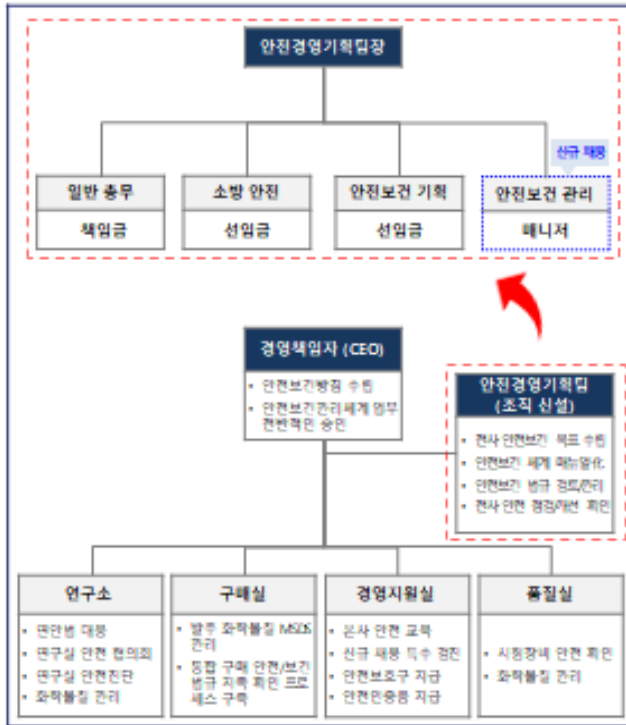 안전경영기획팀장
신규 채용
일반 총무
소방 안전
안전보건 기획
안전보건 관리
책임급
선임급
선임급
매니저
경영책임자 (CEO)
• 안전보건방침 수립
• 안전보건관리체계 업무
전반적인 승인
안전경영기획팀
(조직 신설)
• 전사 안전보건 목표 수립
• 안전보건 체계 매뉴얼化
• 안전보건 법규 검토/관리
• 전사 안전 점검/개선 확인
연구소
• 연안법 대응
• 연구실 안전 협의회
• 연구실 안전진단
• 화학물질 관리
구매실
• 발주 화학물질 MSDS
관리
• 통합 구매 안전/보건
법규 저촉 확인 프로
세스 구축
경영지원실
• 본사 안전 교육
• 신규 채용 특수 검진
• 안전보호구 지급
• 안전인증품 지급
품질실
• 시험장비 안전 확인
• 화학물질 관리